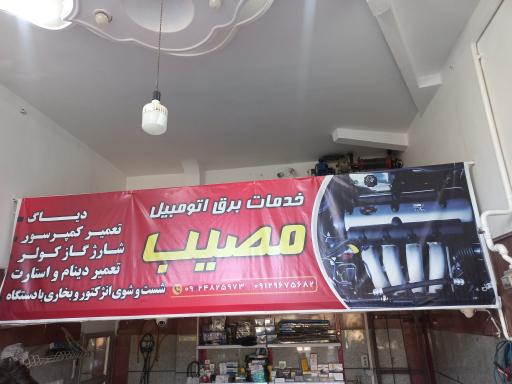 خدمات برق اتومبیل
مصیب
۰۹۱۲۹۶۷۵۶۸۲
دیاگ
تعمیر کمپرسور
شارژ گاز کولر
تعمیر دینام و استارت
شست و شوی انژکتور و بخاری با دستگاه